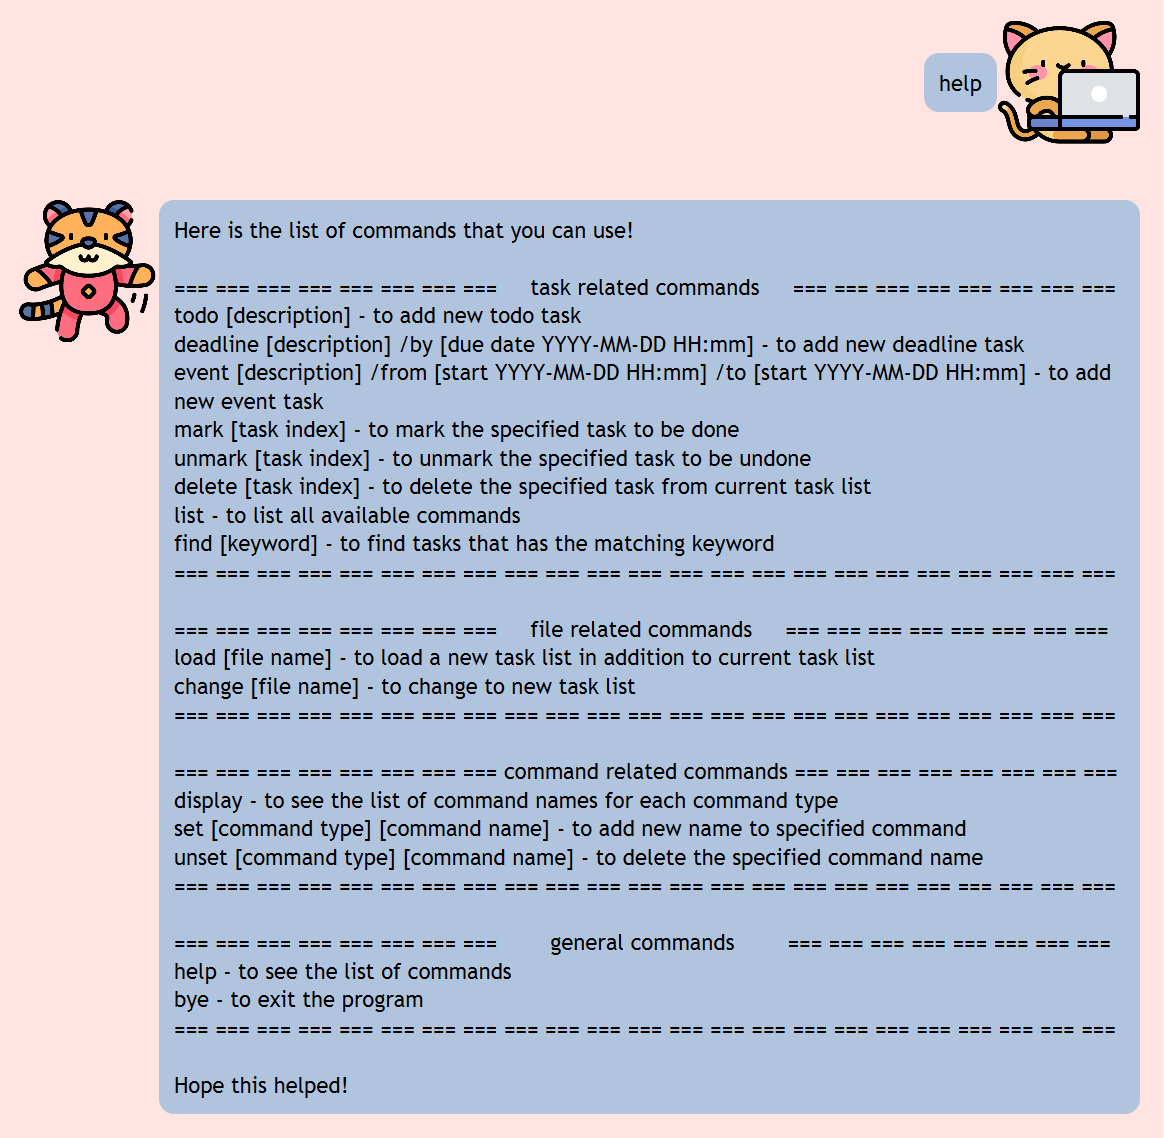 help
Here is the list of commands that you can use!
=== === === === === === === === task related commands === === === === === === === ===
todo [description] - to add new todo task
deadline [description] /by [due date YYYY-MM-DD HH:mm] - to add new deadline task
event [description] /from [start YYYY-MM-DD HH:mm] /to [start YYYY-MM-DD HH:mm] - to add
new event task
mark [task index] - to mark the specified task to be done
unmark [task index] - to unmark the specified task to be undone
delete [task index] - to delete the specified task from current task list
list - to list all available commands
find [keyword] - to find tasks that has the matching keyword
=== === === === === === === === === === === === === === === === === === === === === === ===
=== === === === === === === === file related commands === === === === === === === ===
load [file name] - to load a new task list in addition to current task list
change [file name] - to change to new task list
=== === === === === === === === === === === === === === === === === === === === === === ===
=== === === === === === === === command related commands === === === === === === === ===
display - to see the list of command names for each command type
set [command type] [command name] - to add new name to specified command
unset [command type] [command name] - to delete the specified command name
=== === === === === === === === === === === === === === === === === === === === === === ===
=== === === === === === === === general commands === === === === === === === ===
help - to see the list of commands
bye - to exit the program
=== === === === === === === === === === === === === === === === === === === === === === ===
Hope this helped!